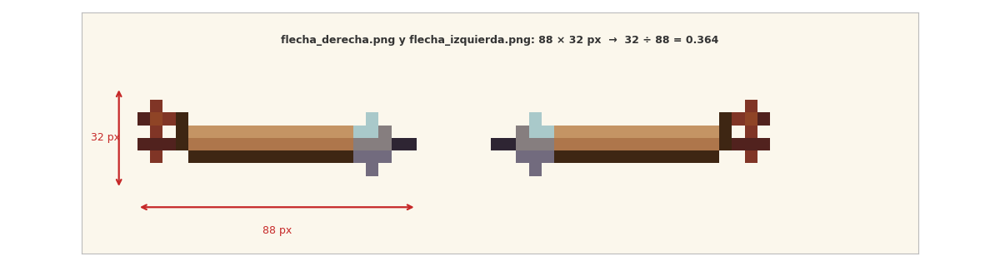 flecha_derecha.png y flecha_izquierda.png: 88 × 32 px → 32 ÷ 88 = 0.364
32 px
88 px